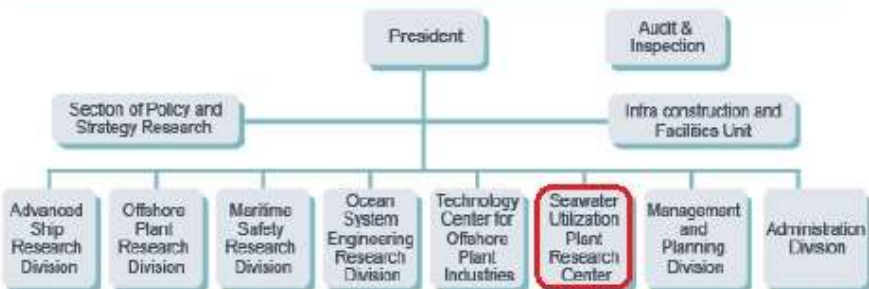 President
Audit &
Inspection
Section of Policy and
Strategy Research
Infra construction and
Facilities Unit
Advanced
Ship
Research
Division
Offshore
Plant
Research
Division
Maritime
Safety
Research
Division
Ocean
System
Engineering
Research
Division
Technology
Center for
Offshore
Plant
Industries
Seawater
Utilization
Plant
Research
Center
Management
and
Planning
Division
Administration
Division